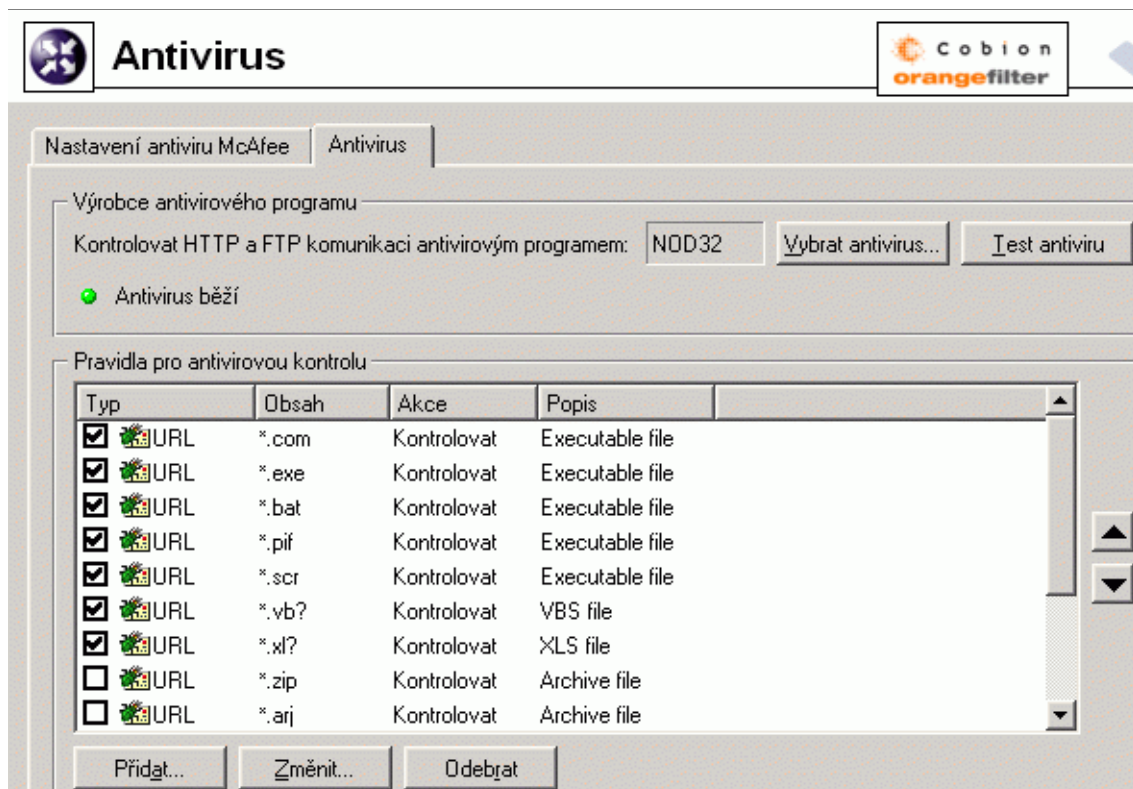 Antivirus
Cobion
orangefilter
Nastavení antiviru McAfee Antivirus
Výrobce antivirového programu
Kontrolovat HTTP a FTP komunikaci antivirovým programem: NOD32 Vybrat antivirus... Test antiviru
Antivirus běží
Pravidla pro antivirovou kontrolu
Typ Obsah Akce Popis
URL *.com Kontrolovat Executable file
URL *.exe Kontrolovat Executable file
URL *.bat Kontrolovat Executable file
URL *.pif Kontrolovat Executable file
URL *.scr Kontrolovat Executable file
URL *.vb? Kontrolovat VBS file
URL *.xl? Kontrolovat XLS file
URL *.zip Kontrolovat Archive file
URL *.arj Kontrolovat Archive file
Přidat... Změnit... Odebrat